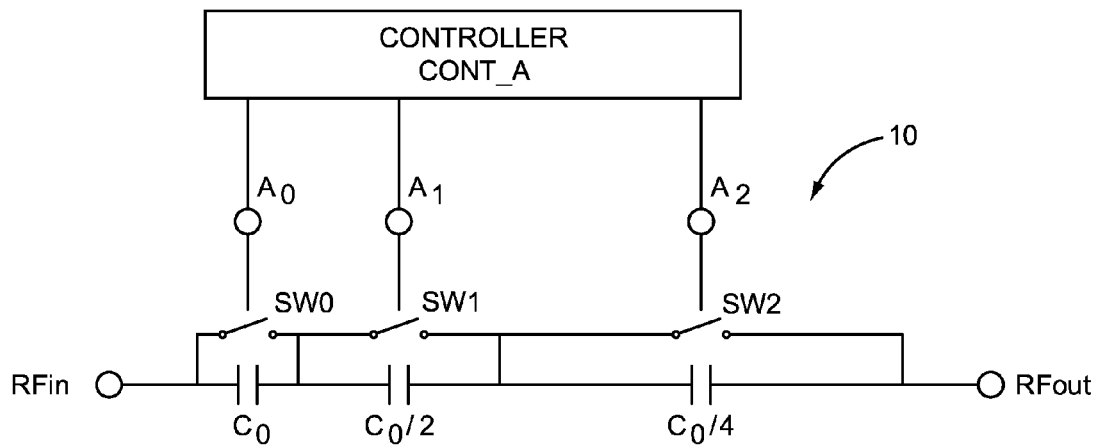 CONTROLLER
CONT_A
10
A0
A1
A2
SW0
SW1
SW2
RFin
RFout
C0
C0/2
C0/4